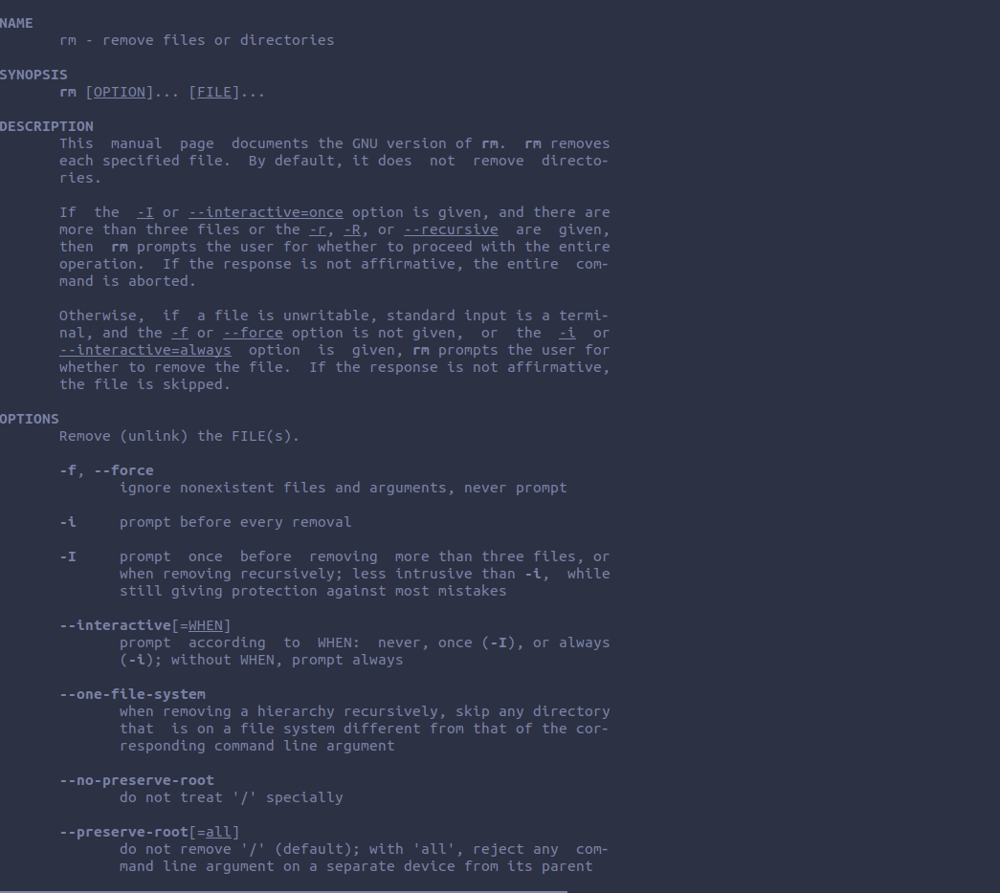 NAME
rm - remove files or directories
SYNOPSIS
rm [OPTION]... [FILE]...
DESCRIPTION
This  manual  page  documents the GNU version of rm.  rm removes
each specified file.  By default, it does  not  remove  directo-
ries.
If  the  -I or --interactive=once option is given, and there are
more than three files or the -r, -R, or --recursive  are  given,
then  rm prompts the user for whether to proceed with the entire
operation.  If the response is not affirmative, the entire  com-
mand is aborted.
Otherwise,  if  a file is unwritable, standard input is a termi-
nal, and the -f or --force option is not given,  or  the  -i  or
--interactive=always  option  is  given, rm prompts the user for
whether to remove the file.  If the response is not affirmative,
the file is skipped.
OPTIONS
Remove (unlink) the FILE(s).
-f, --force
ignore nonexistent files and arguments, never prompt
-i     prompt before every removal
-I     prompt  once  before  removing  more than three files, or
when removing recursively; less intrusive than -i,  while
still giving protection against most mistakes
--interactive[=WHEN]
prompt  according  to  WHEN:  never, once (-I), or always
(-i); without WHEN, prompt always
--one-file-system
when removing a hierarchy recursively, skip any directory
that  is on a file system different from that of the cor-
responding command line argument
--no-preserve-root
do not treat '/' specially
--preserve-root[=all]
do not remove '/' (default); with 'all', reject any  com-
mand line argument on a separate device from its parent